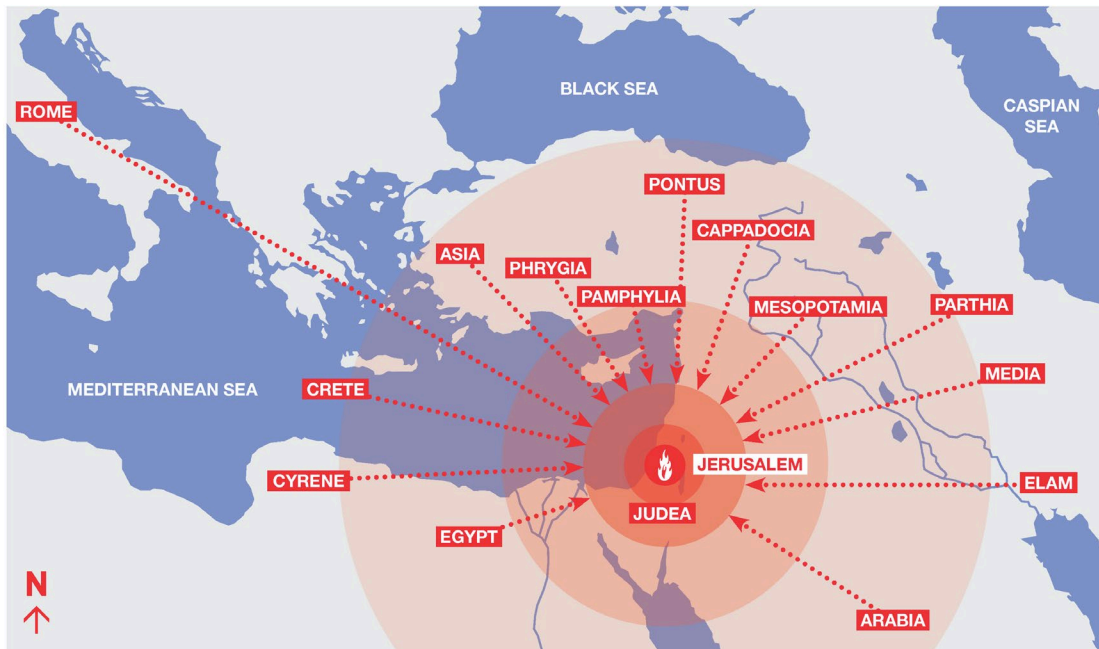 BLACK SEA
CASPIAN
SEA
ROME
PONTUS
CAPPADOCIA
ASIA
PHRYGIA
PAMPHYLIA
MESOPOTAMIA
PARTHIA
MEDITERRANEAN SEA
CRETE
MEDIA
JERUSALEM
CYRENE
ELAM
JUDEA
EGYPT
N
ARABIA